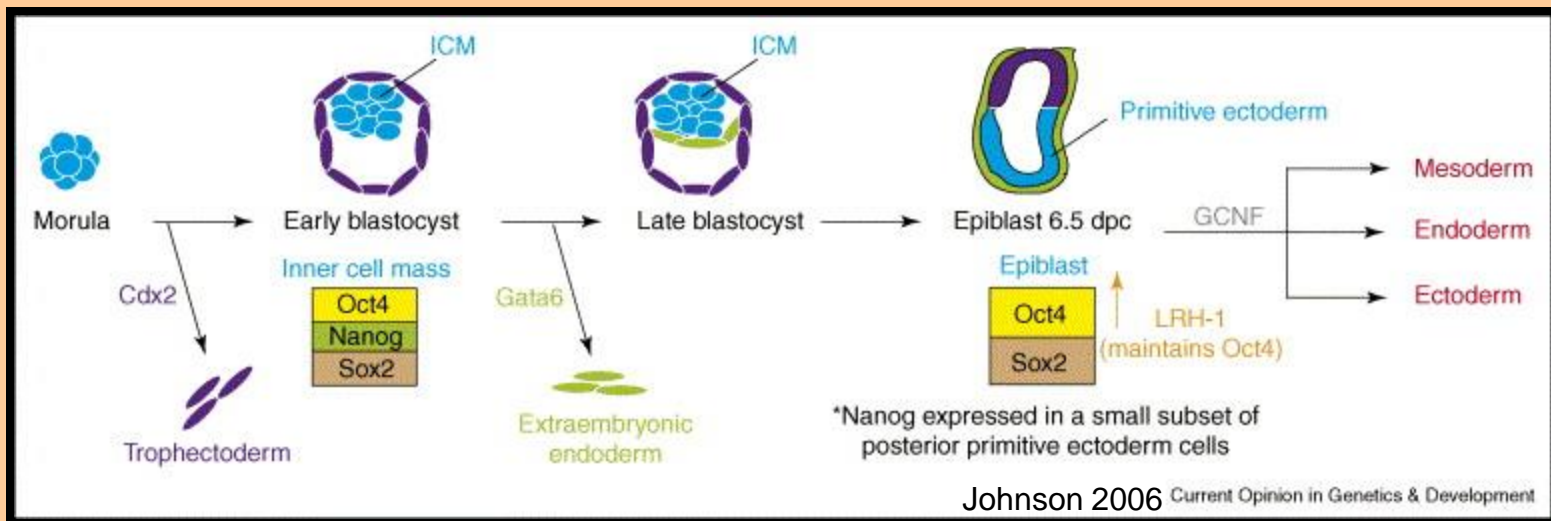 ICM
ICM
Primitive ectoderm
Morula
Early blastocyst
Late blastocyst
Epiblast 6.5 dpc
GCNF
Mesoderm
Endoderm
Ectoderm
Cdx2
Inner cell mass
Oct4
Nanog
Sox2
Gata6
Epiblast
Oct4
Sox2
LRH-1
(maintains Oct4)
Trophectoderm
Extraembryonic
endoderm
*Nanog expressed in a small subset of
posterior primitive ectoderm cells
Johnson 2006 Current Opinion in Genetics & Development